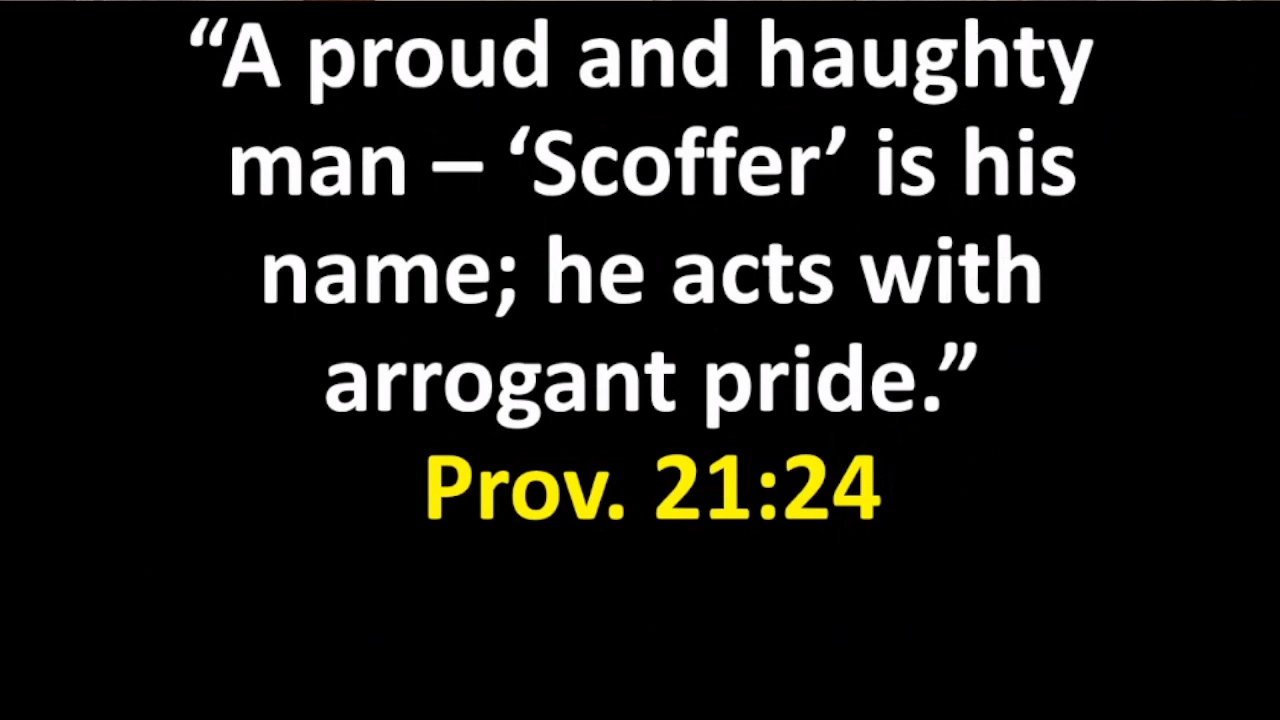 “A proud and haughty
man – ‘Scoffer’ is his
name; he acts with
arrogant pride.”
Prov. 21:24